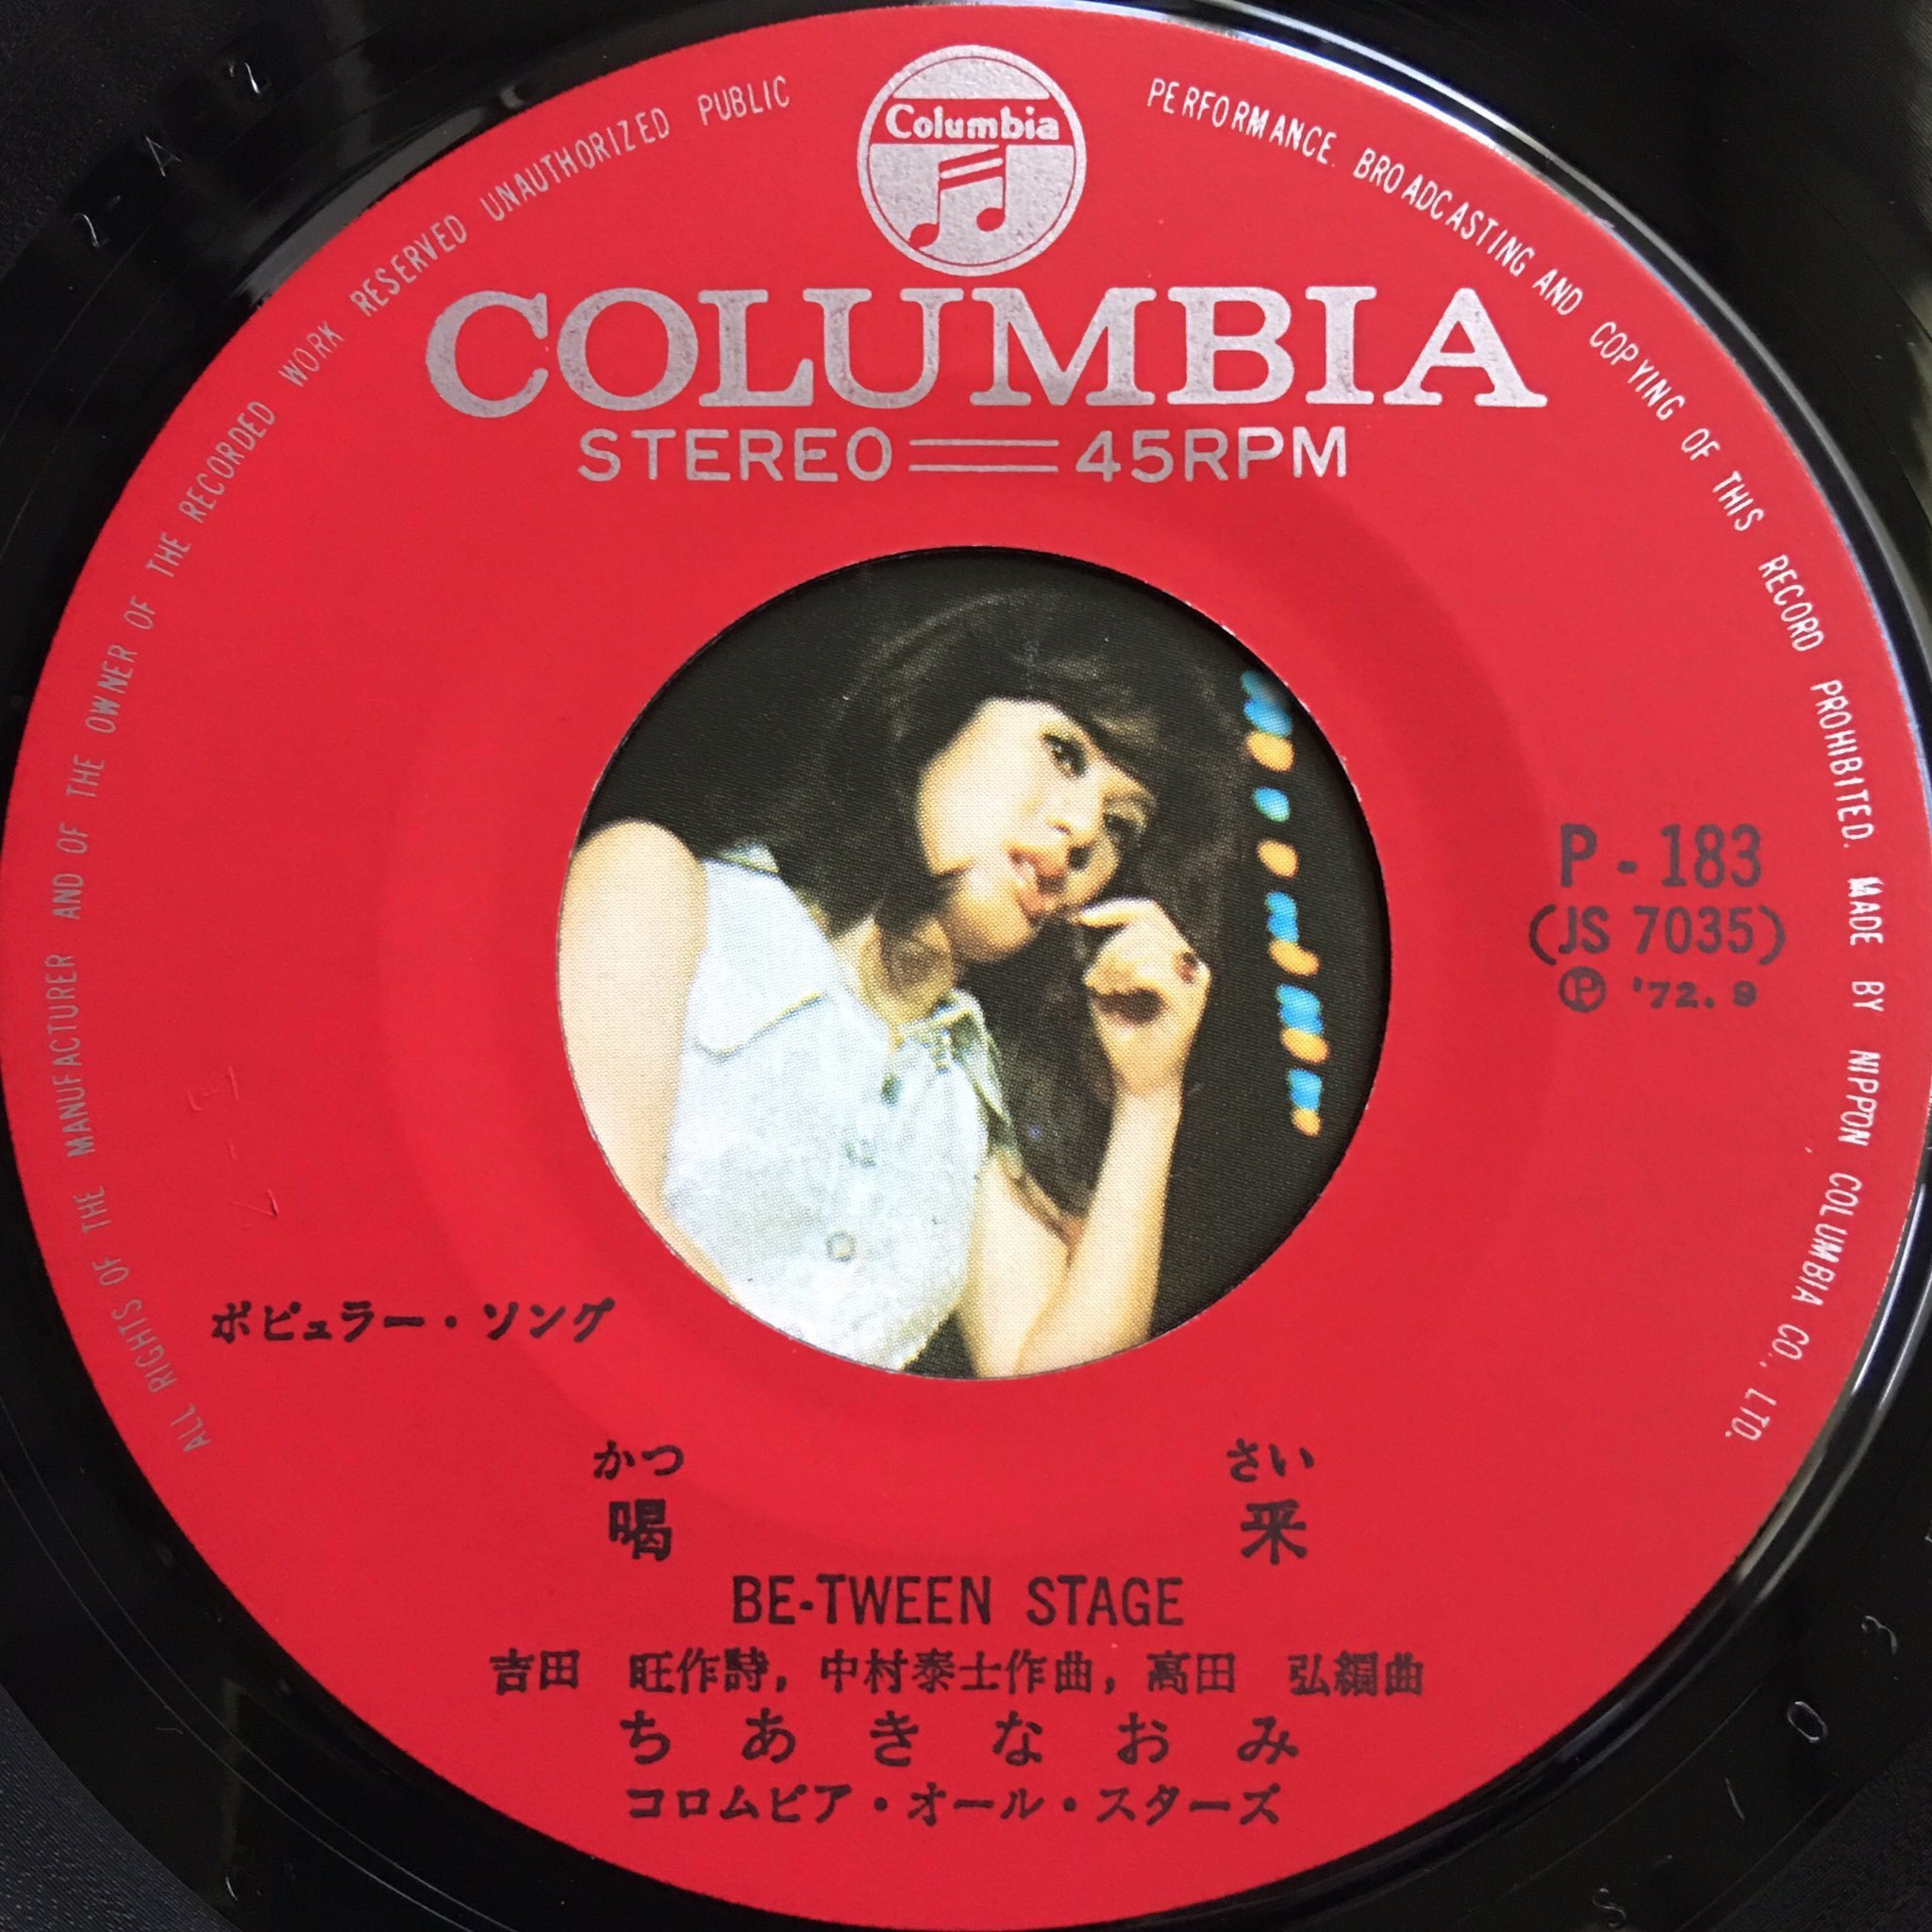 Columbia
COLUMBIA
STEREO 45RPM
ALL RIGHTS OF THE MANUFACTURER AND OF THE OWNER OF THE RECORDED WORK RESERVED UNAUTHORIZED PUBLIC PERFORMANCE. BROADCASTING AND COPYING OF THIS RECORD PROHIBITED. MADE BY NIPPON COLUMBIA CO., LTD.
P-183
(JS 7035)
Ⓟ '72.9
ポピュラー・ソング
かつ さい
喝采
BE-TWEEN STAGE
吉田 旺作詩, 中村泰士作曲, 高田 弘編曲
ちあきなおみ
コロムビア・オール・スターズ